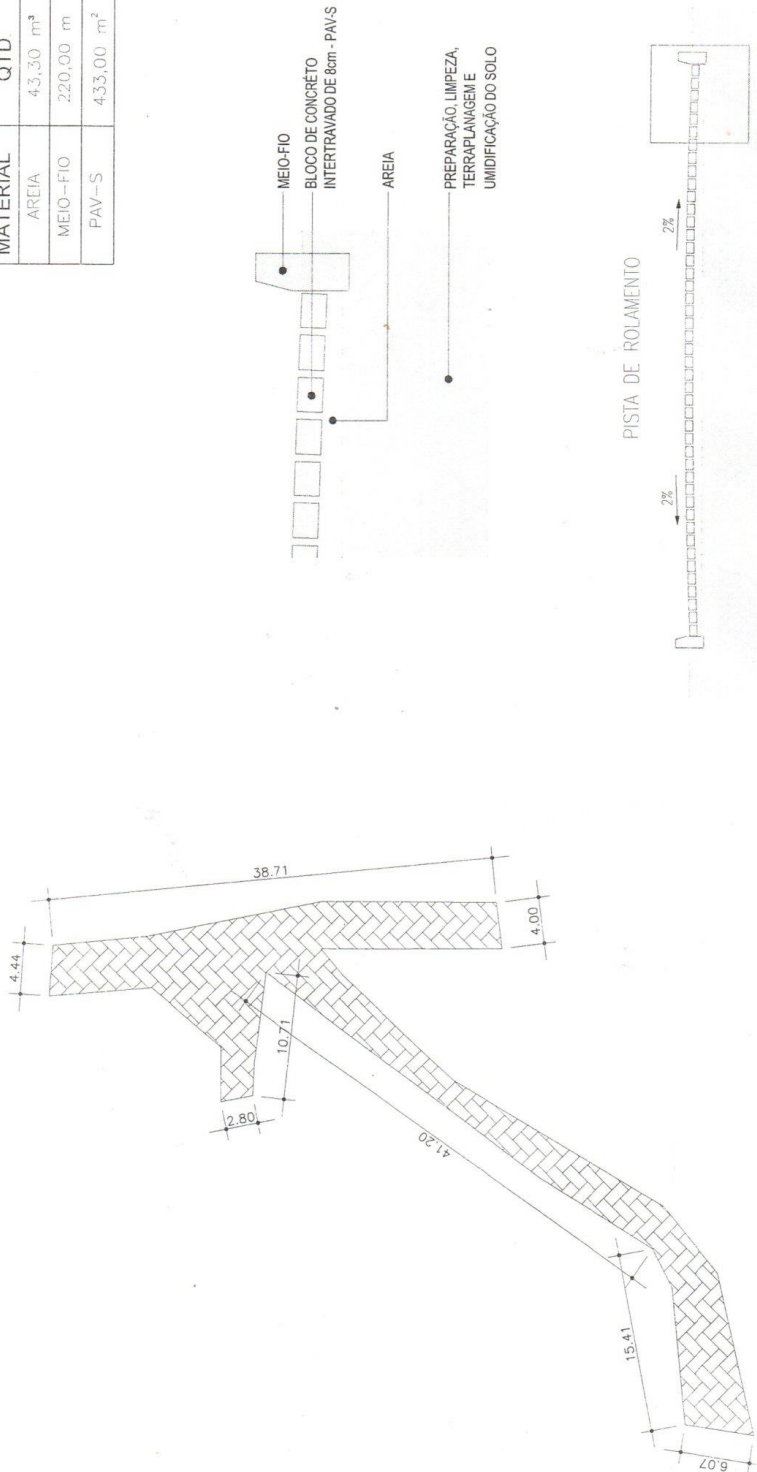 MATERIAL QTD.
AREIA 43,30 m³
MEIO-FIO 220,00 m
PAV-S 433,00 m²
MEIO-FIO
BLOCO DE CONCRÉTO
INTERTRAVADO DE 8cm - PAV-S
AREIA
PREPARAÇÃO, LIMPEZA,
TERRAPLANAGEM E
UMIDIFICAÇÃO DO SOLO
PISTA DE ROLAMENTO
2%
2%
4.44
38.71
4.00
10.71
2.80
41.20
15.41
6.07